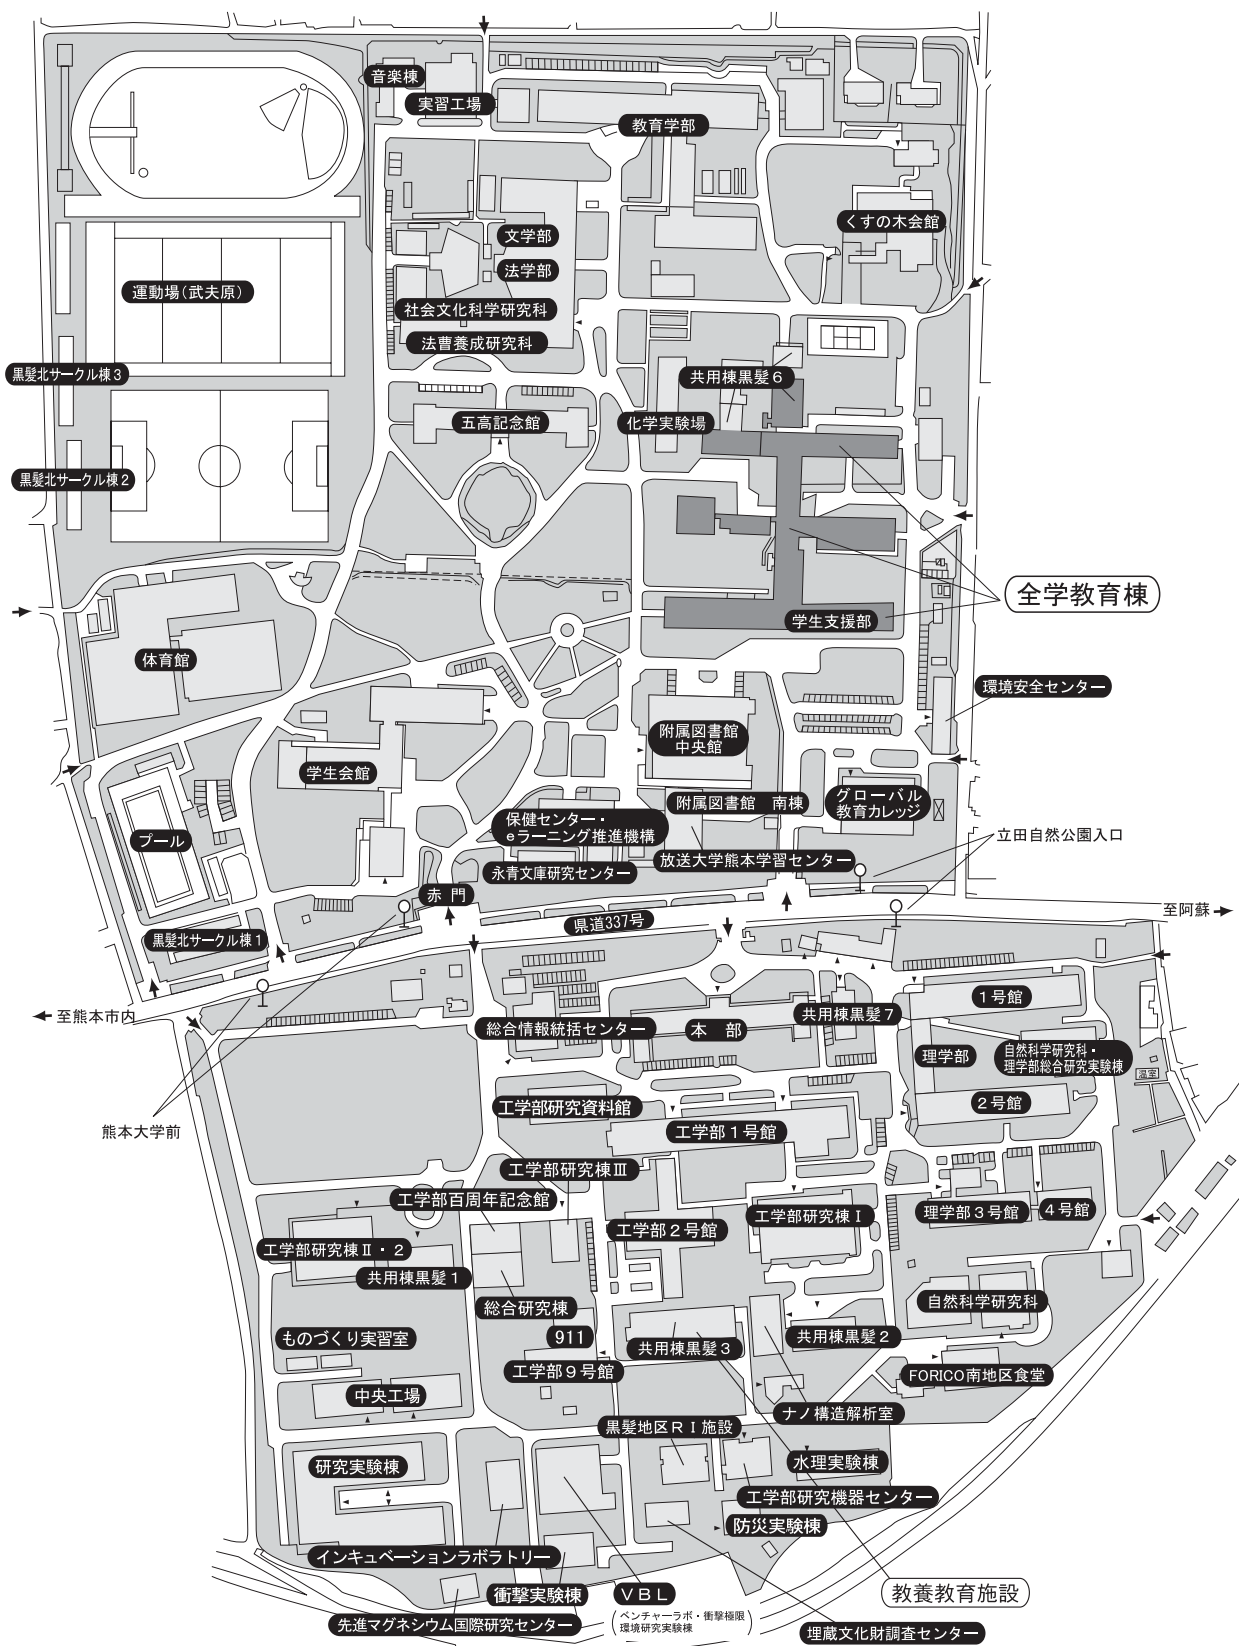 音楽棟
実習工場
教育学部
くすの木会館
文学部
法学部
運動場(武夫原)
社会文化科学研究科
法曹養成研究科
黒髪北サークル棟3
共用棟黒髪6
五高記念館
化学実験場
黒髪北サークル棟2
全学教育棟
学生支援部
体育館
環境安全センター
附属図書館
中央館
学生会館
附属図書館 南棟
グローバル
教育カレッジ
保健センター・
eラーニング推進機構
プール
立田自然公園入口
放送大学熊本学習センター
永青文庫研究センター
赤門
至阿蘇
県道337号
黒髪北サークル棟1
1号館
至熊本市内
共用棟黒髪7
総合情報統括センター
本部
理学部
自然科学研究科・
理学部総合研究実験棟
温室
2号館
工学部研究資料館
熊本大学前
工学部1号館
工学部研究棟Ⅲ
工学部百周年記念館
理学部3号館
4号館
工学部研究棟Ⅰ
工学部2号館
工学部研究棟Ⅱ・2
共用棟黒髪1
総合研究棟
自然科学研究科
911
ものづくり実習室
共用棟黒髪2
共用棟黒髪3
工学部9号館
FORICO南地区食堂
中央工場
ナノ構造解析室
黒髪地区RI施設
水理実験棟
研究実験棟
工学部研究機器センター
防災実験棟
インキュベーションラボラトリー
衝撃実験棟
VBL
(ベンチャーラボ・衝撃極限
環境研究実験棟)
教養教育施設
先進マグネシウム国際研究センター
埋蔵文化財調査センター